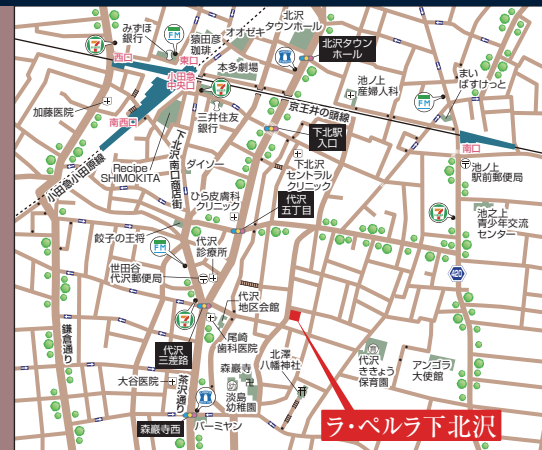 北沢
タウンホール
オオゼキ
みずほ
銀行
FM
猿田彦
珈琲
7
西口
東口
本多劇場
北沢タウン
ホール
小田急
中央口
7
加藤医院
南西口
三井住友
銀行
京王井の頭線
池ノ上
産婦人科
まい
ばすけっと
FM
下北駅
入口
南口
小田急小田原線
Recipe
SHIMOKITA
下北沢南口商店街
ダイソー
下北沢
セントラル
クリニック
池ノ上
駅前郵便局
ひら皮膚科
クリニック
代沢
五丁目
7
池之上
青少年交流
センター
餃子の王将
FM
代沢
診療所
世田谷
代沢郵便局
420
代沢
地区会館
7
鎌倉通り
代沢
三差路
尾崎
歯科医院
北澤
八幡神社
代沢
ききょう
保育園
アンゴラ
大使館
大谷医院
茶沢通り
森巌寺
淡島
幼稚園
森巌寺西
バーミヤン
ラ・ペルラ下北沢